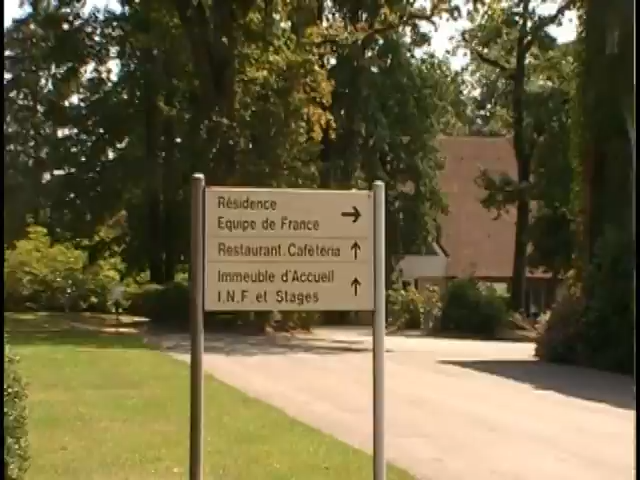 Résidence
Equipe de France →
Restaurant.Cafétéria ↑
Immeuble d'Accueil
I.N.F. et Stages ↑